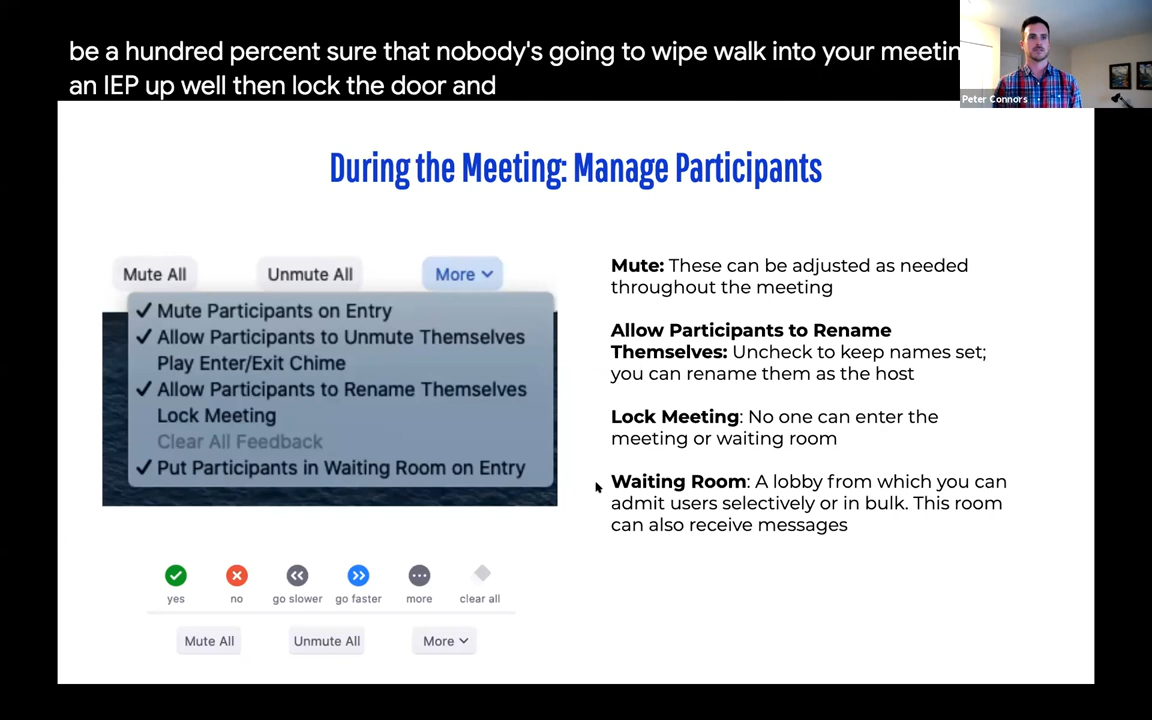 be a hundred percent sure that nobody's going to wipe walk into your meetin
an IEP up well then lock the door and
Peter Connors
During the Meeting: Manage Participants
Mute All
Unmute All
More
✓ Mute Participants on Entry
✓ Allow Participants to Unmute Themselves
Play Enter/Exit Chime
✓ Allow Participants to Rename Themselves
Lock Meeting
Clear All Feedback
✓ Put Participants in Waiting Room on Entry
Mute: These can be adjusted as needed
throughout the meeting
Allow Participants to Rename
Themselves: Uncheck to keep names set;
you can rename them as the host
Lock Meeting: No one can enter the
meeting or waiting room
Waiting Room: A lobby from which you can
admit users selectively or in bulk. This room
can also receive messages
yes
no
go slower
go faster
more
clear all
Mute All
Unmute All
More